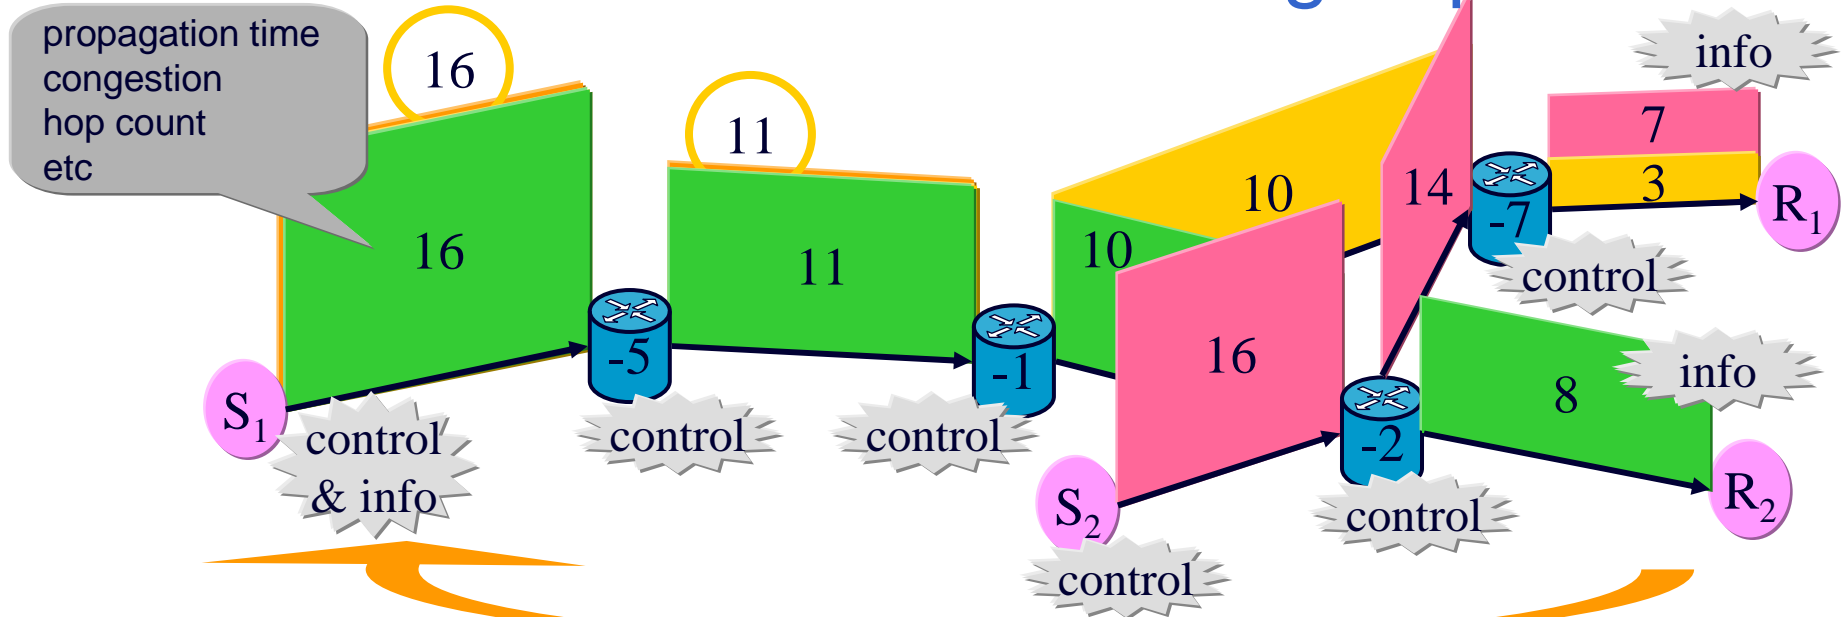 propagation time
congestion
hop count
etc
16
11
16
11
10
10
14
16
7
3
8
-5
-1
-2
-7
S1
S2
R1
R2
control
& info
control
control
control
control
control
info
info